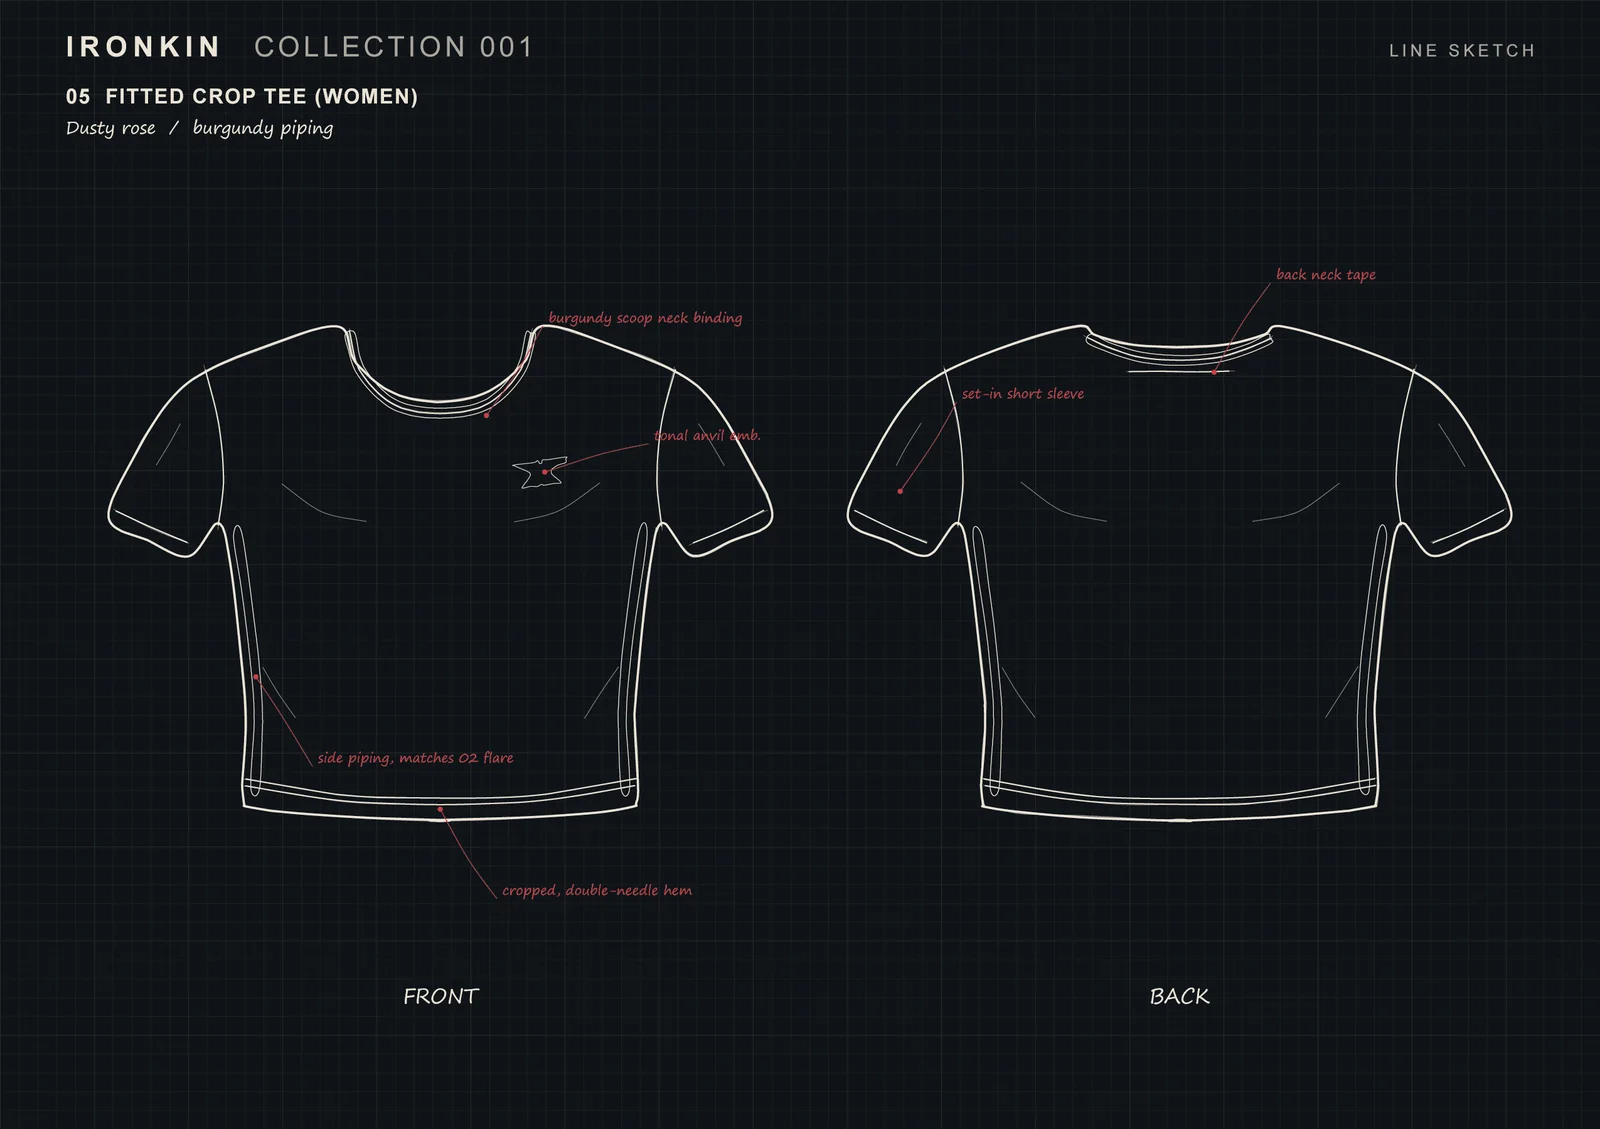 IRONKIN COLLECTION 001
LINE SKETCH
05 FITTED CROP TEE (WOMEN)
Dusty rose / burgundy piping
back neck tape
burgundy scoop neck binding
set-in short sleeve
tonal anvil emb.
side piping, matches 02 flare
cropped, double-needle hem
FRONT
BACK